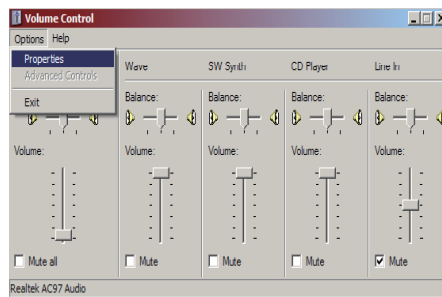 Volume Control
Options Help
Properties
Advanced Controls
Exit
Wave
SW Synth
CD Player
Line In
Balance:
Balance:
Balance:
Balance:
Volume:
Volume:
Volume:
Volume:
Volume:
Mute all
Mute
Mute
Mute
Mute
Realtek AC97 Audio